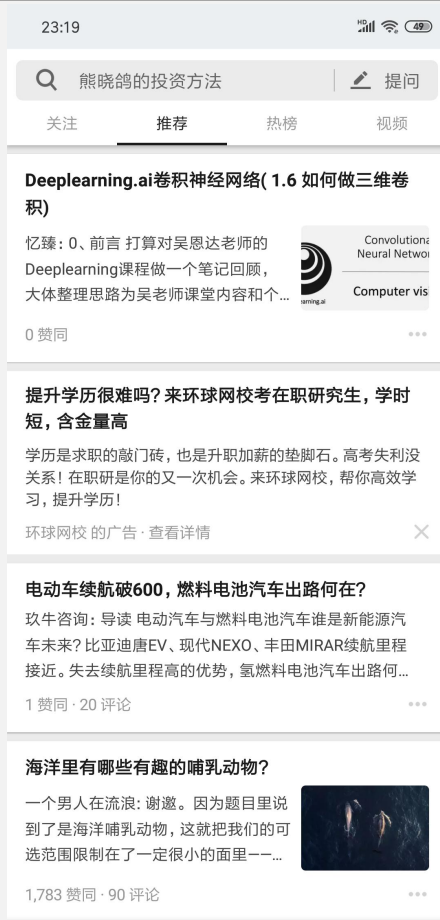 23:19
HD
49
熊晓鸽的投资方法
提问
关注
推荐
热榜
视频
Deeplearning.ai卷积神经网络( 1.6 如何做三维卷
积)
忆臻：0、前言 打算对吴恩达老师的
Deeplearning课程做一个笔记回顾，
大体整理思路为吴老师课堂内容和个...
Convolutiona
Neural Networ
Computer vis
earning.ai
0 赞同
提升学历很难吗？来环球网校考在职研究生，学时
短，含金量高
学历是求职的敲门砖，也是升职加薪的垫脚石。高考失利没
关系！在职研是你的又一次机会。来环球网校，帮你高效学
习，提升学历！
环球网校 的广告 · 查看详情
电动车续航破600，燃料电池汽车出路何在？
玖牛咨询：导读 电动汽车与燃料电池汽车谁是新能源汽
车未来？比亚迪唐EV、现代NEXO、丰田MIRAR续航里程
接近。失去续航里程高的优势，氢燃料电池汽车出路何...
1 赞同 · 20 评论
海洋里有哪些有趣的哺乳动物？
一个男人在流浪: 谢邀。因为题目里说
到了是海洋哺乳动物，这就把我们的可
选范围限制在了一定很小的面里——...
1,783 赞同 · 90 评论